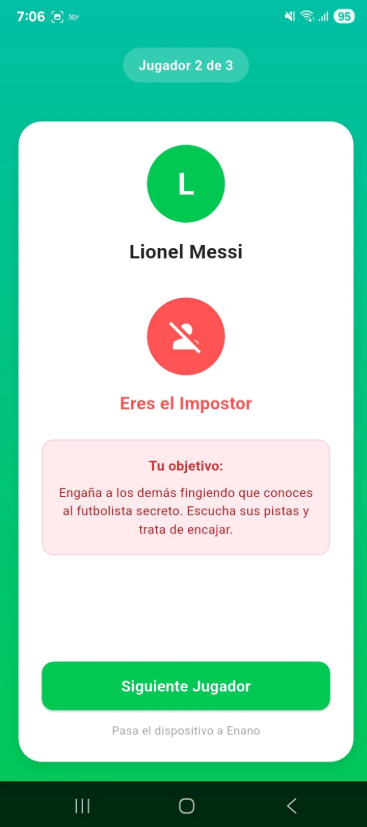 7:06
95
Jugador 2 de 3
L
Lionel Messi
Eres el Impostor
Tu objetivo:
Engaña a los demás fingiendo que conoces
al futbolista secreto. Escucha sus pistas y
trata de encajar.
Siguiente Jugador
Pasa el dispositivo a Enano